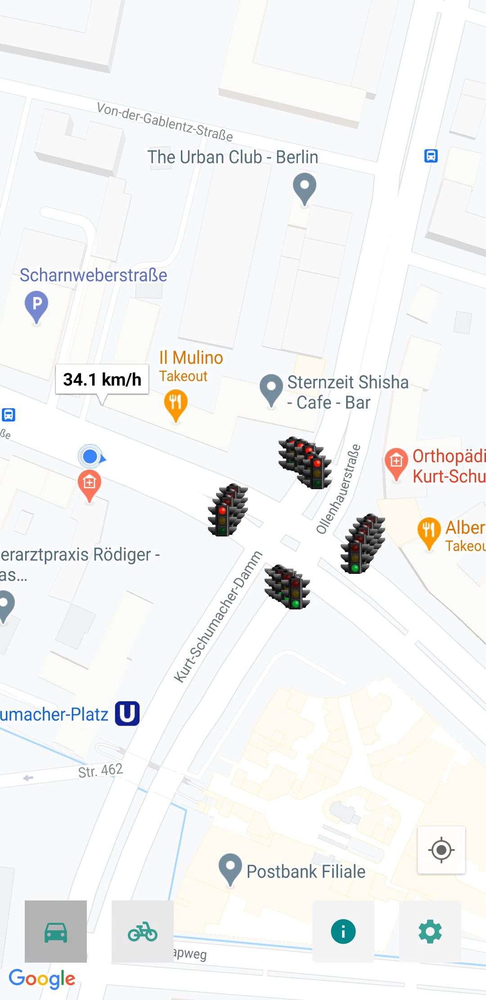 Von-der-Gablentz-Straße
The Urban Club - Berlin
Scharnweberstraße
P
Il Mulino
Takeout
34.1 km/h
Sternzeit Shisha
- Cafe - Bar
ße
Ollenhauerstraße
Orthopädi
Kurt-Schu
Alber
Takeou
erarztpraxis Rödiger -
as...
Kurt-Schumacher-Damm
umacher-Platz
U
Str. 462
Postbank Filiale
i
apweg
Google